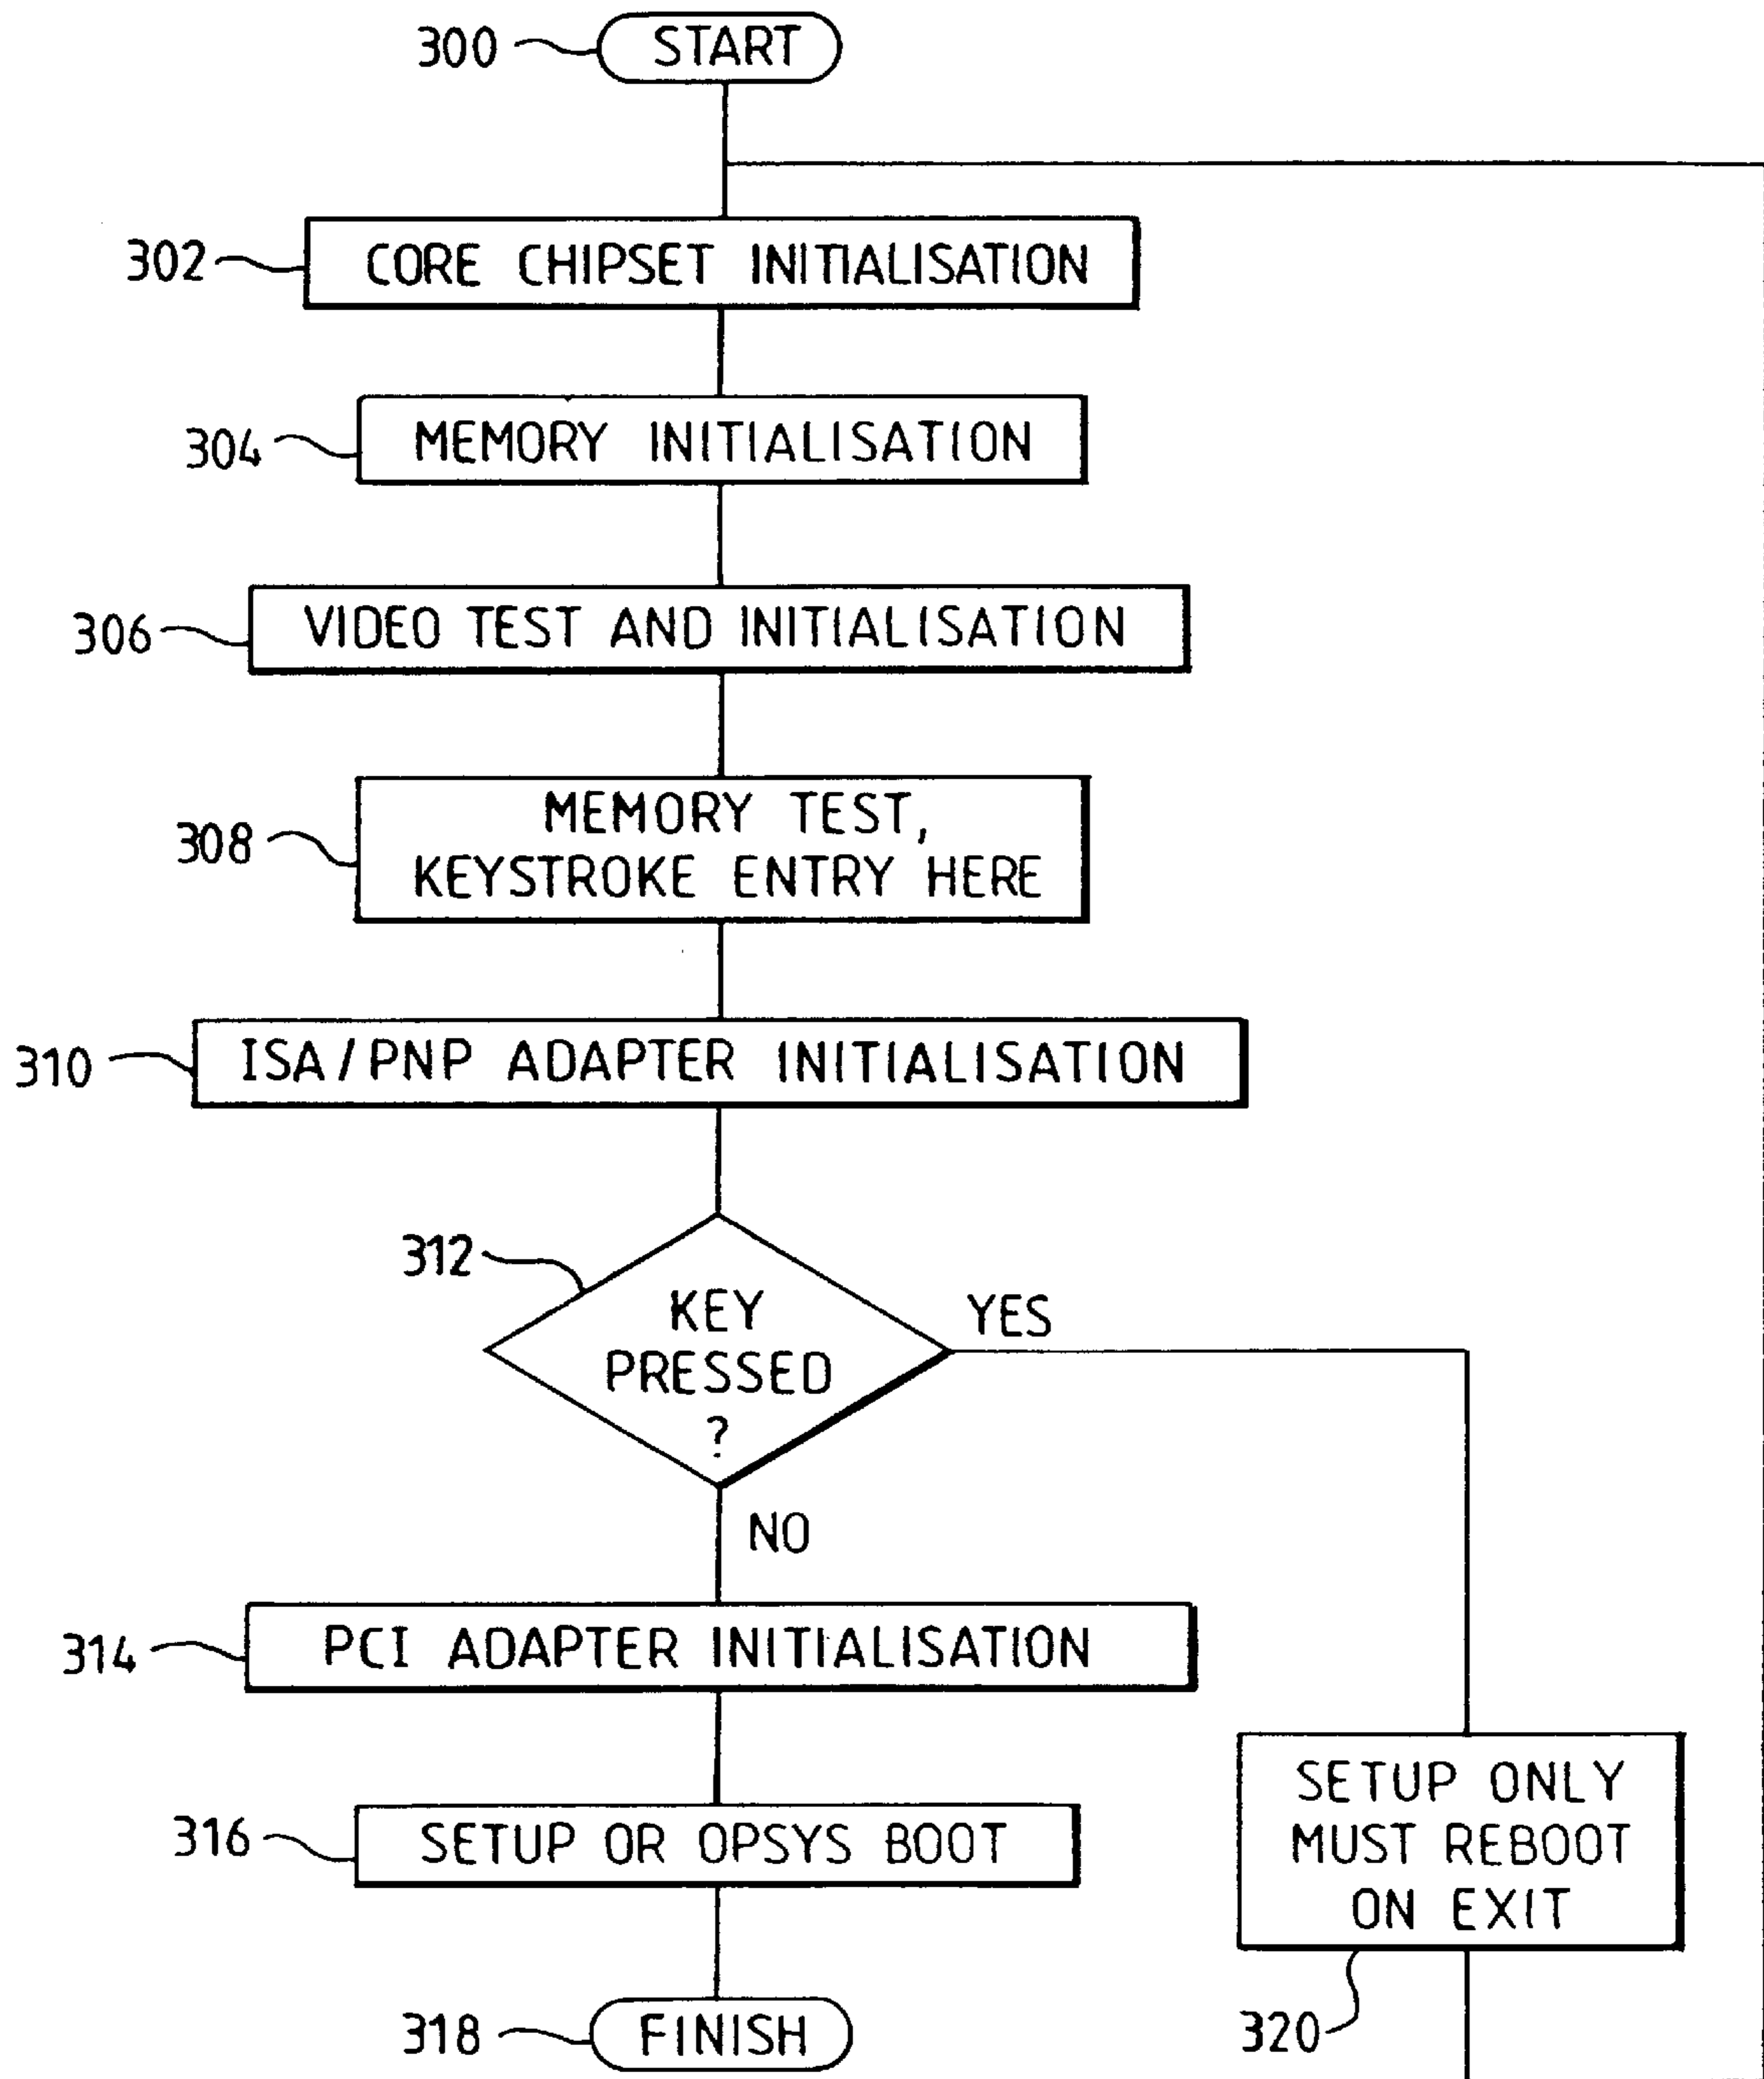 300 START
302 CORE CHIPSET INITIALISATION
304 MEMORY INITIALISATION
306 VIDEO TEST AND INITIALISATION
308 MEMORY TEST,
KEYSTROKE ENTRY HERE
310 ISA/PNP ADAPTER INITIALISATION
312 KEY
PRESSED
?
YES
NO
314 PCI ADAPTER INITIALISATION
316 SETUP OR OPSYS BOOT
318 FINISH
SETUP ONLY
MUST REBOOT
ON EXIT
320